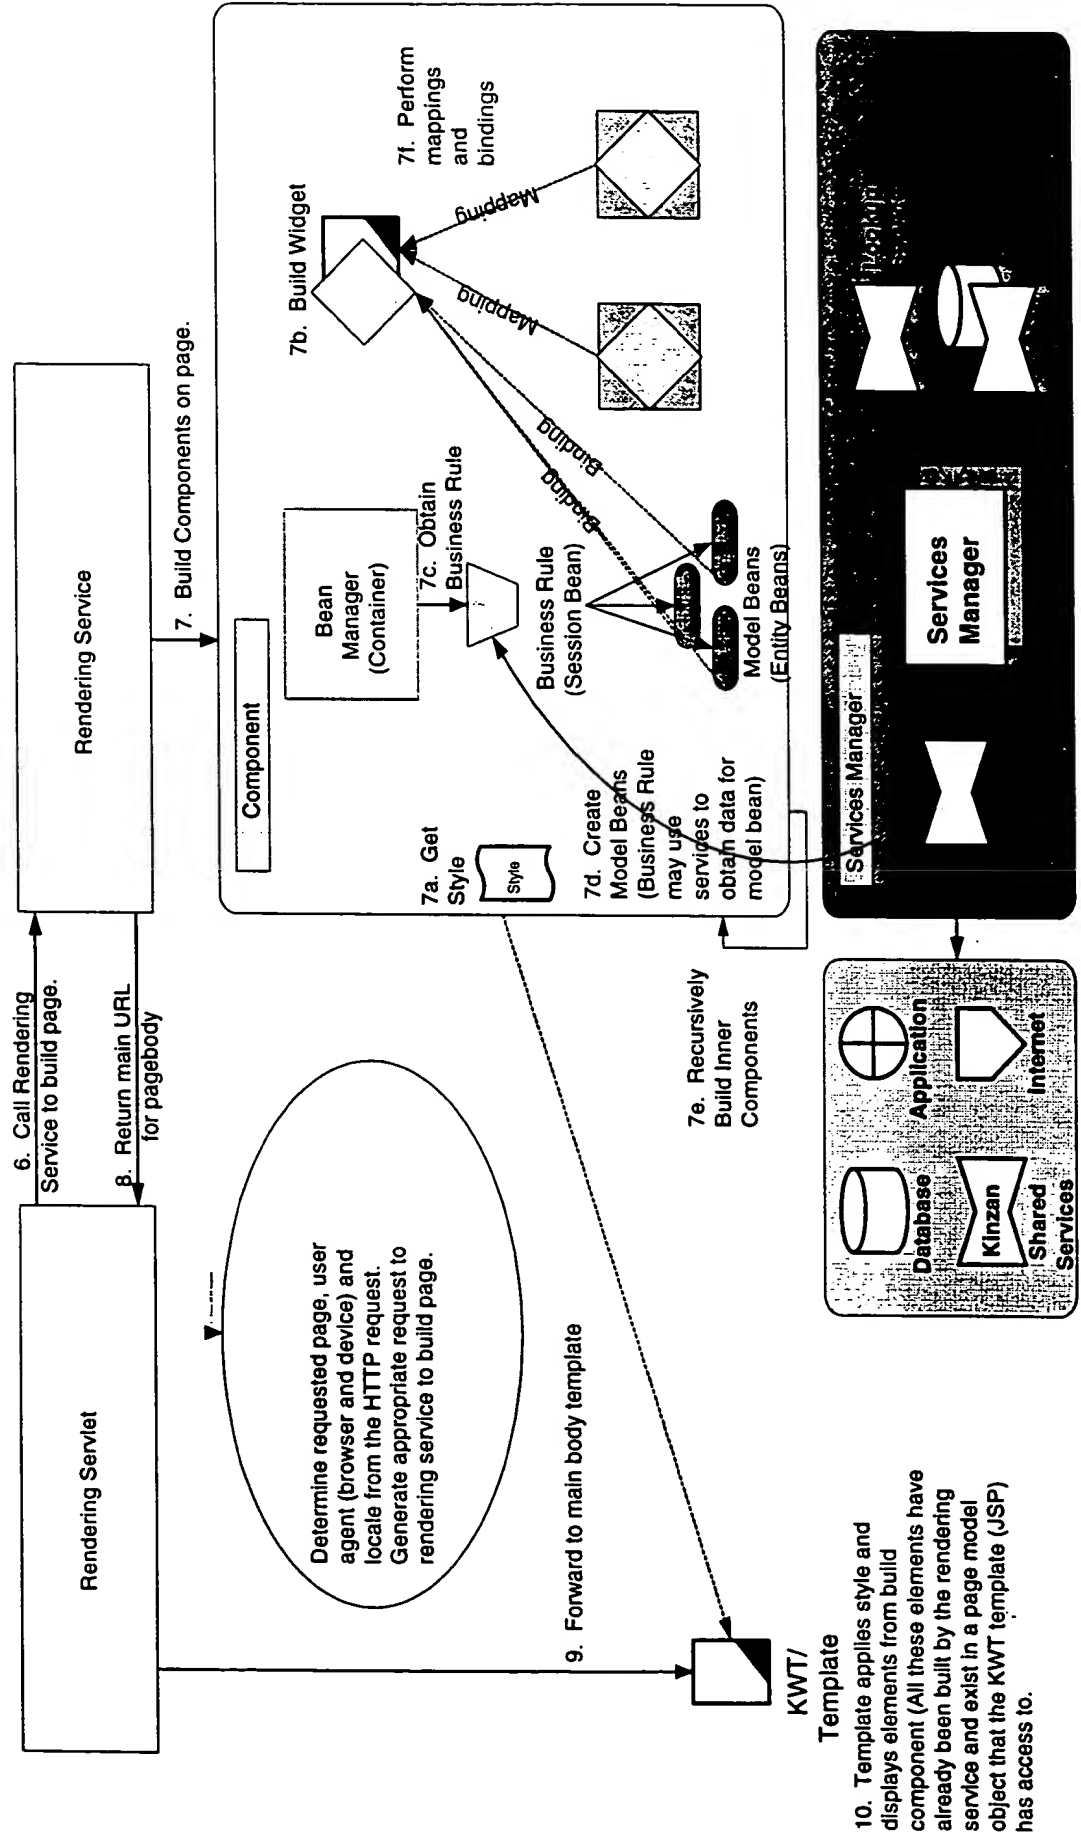 Rendering Servlet
6. Call Rendering
Service to build page.
8. Return main URL
for pagebody
Rendering Service
7. Build Components on page.
Determine requested page, user
agent (browser and device) and
locale from the HTTP request.
Generate appropriate request to
rendering service to build page.
9. Forward to main body template
KWT/
Template
10. Template applies style and
displays elements from build
component (All these elements have
already been built by the rendering
service and exist in a page model
object that the KWT template (JSP)
has access to.
Component
7a. Get
Style
Style
Bean
Manager
(Container)
7b. Build Widget
7c. Obtain
Business Rule
Business Rule
(Session Bean)
7d. Create
Model Beans
(Business Rule
may use
services to
obtain data for
model bean)
Model Beans
(Entity Beans)
Binding
Binding
Mapping
Mapping
7f. Perform
mappings
and
bindings
7e. Recursively
Build Inner
Components
Services Manager
Services
Manager
Database
Application
Kinzan
Shared
Services
Internet